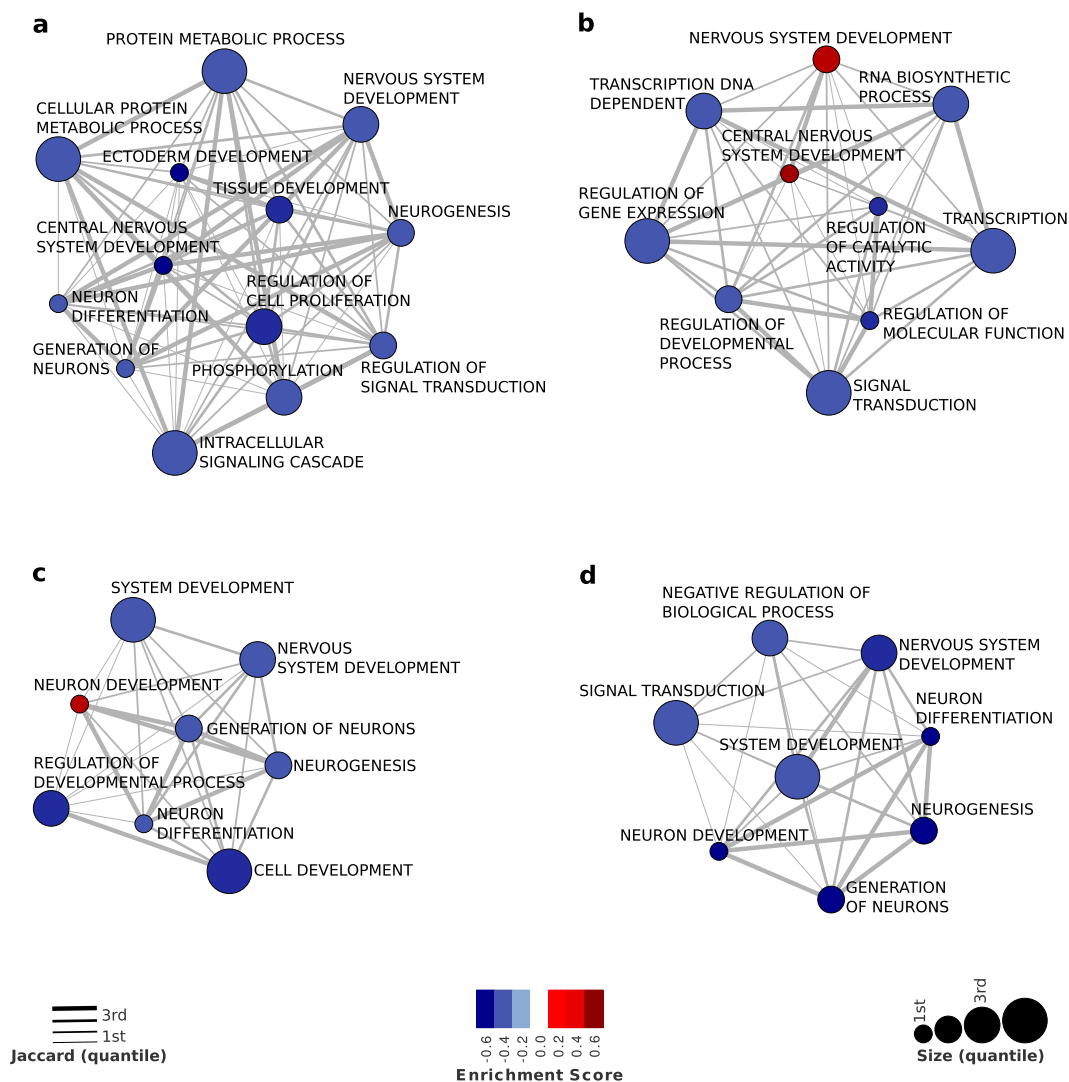 a
PROTEIN METABOLIC PROCESS
NERVOUS SYSTEM
DEVELOPMENT
CELLULAR PROTEIN
METABOLIC PROCESS
ECTODERM DEVELOPMENT
TISSUE DEVELOPMENT
NEUROGENESIS
CENTRAL NERVOUS
SYSTEM DEVELOPMENT
REGULATION OF
CELL PROLIFERATION
NEURON
DIFFERENTIATION
GENERATION OF
NEURONS
PHOSPHORYLATION
REGULATION OF
SIGNAL TRANSDUCTION
INTRACELLULAR
SIGNALING CASCADE
b
NERVOUS SYSTEM DEVELOPMENT
TRANSCRIPTION DNA
DEPENDENT
RNA BIOSYNTHETIC
PROCESS
CENTRAL NERVOUS
SYSTEM DEVELOPMENT
REGULATION OF
GENE EXPRESSION
TRANSCRIPTION
REGULATION
OF CATALYTIC
ACTIVITY
REGULATION OF
DEVELOPMENTAL
PROCESS
REGULATION OF
MOLECULAR FUNCTION
SIGNAL
TRANSDUCTION
c
SYSTEM DEVELOPMENT
NERVOUS
SYSTEM DEVELOPMENT
NEURON DEVELOPMENT
GENERATION OF NEURONS
REGULATION OF
DEVELOPMENTAL PROCESS
NEUROGENESIS
NEURON
DIFFERENTIATION
CELL DEVELOPMENT
d
NEGATIVE REGULATION OF
BIOLOGICAL PROCESS
NERVOUS SYSTEM
DEVELOPMENT
SIGNAL TRANSDUCTION
NEURON
DIFFERENTIATION
SYSTEM DEVELOPMENT
NEUROGENESIS
NEURON DEVELOPMENT
GENERATION
OF NEURONS
3rd
1st
Jaccard (quantile)
-0.6
-0.4
-0.2
0.0
0.2
0.4
0.6
Enrichment Score
1st
3rd
Size (quantile)